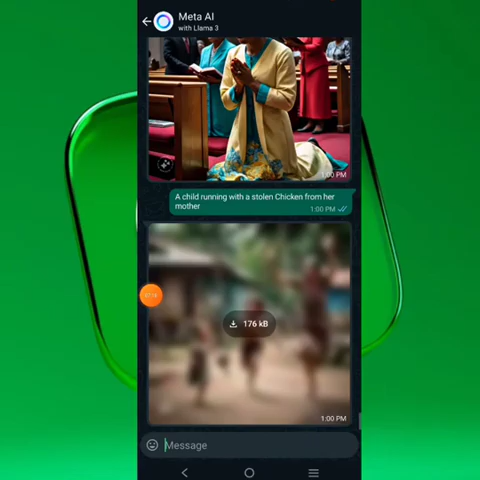 Meta AI
with Llama 3
1:00 PM
A child running with a stolen Chicken from her
mother
1:00 PM
176 kB
1:00 PM
Message